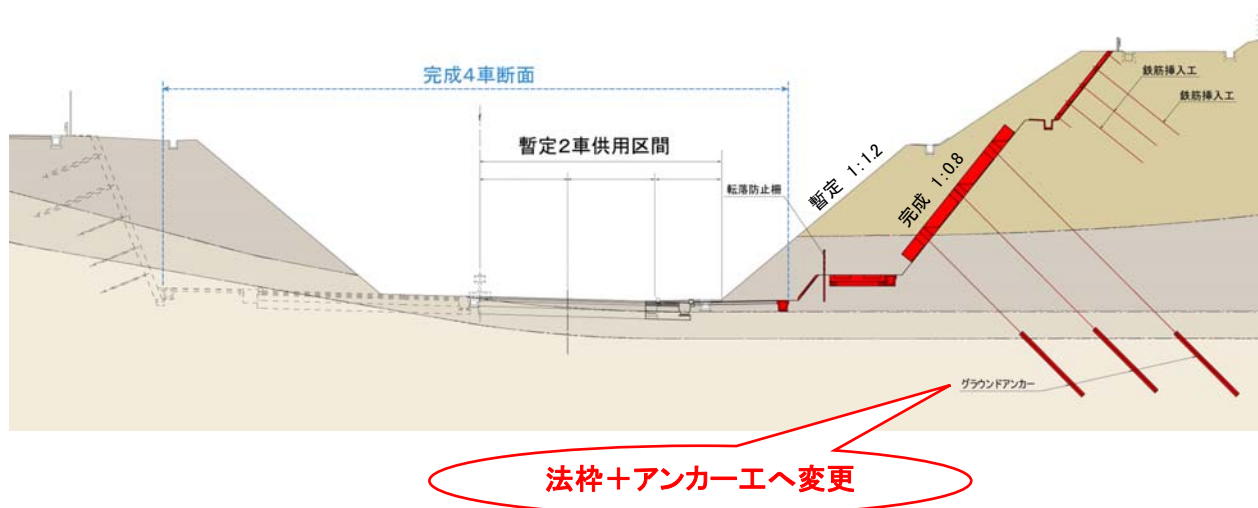 完成4車断面
暫定2車供用区間
転落防止柵
暫定 1:1.2
完成 1:0.8
鉄筋挿入工
鉄筋挿入工
グラウンドアンカー
法枠+アンカー工へ変更